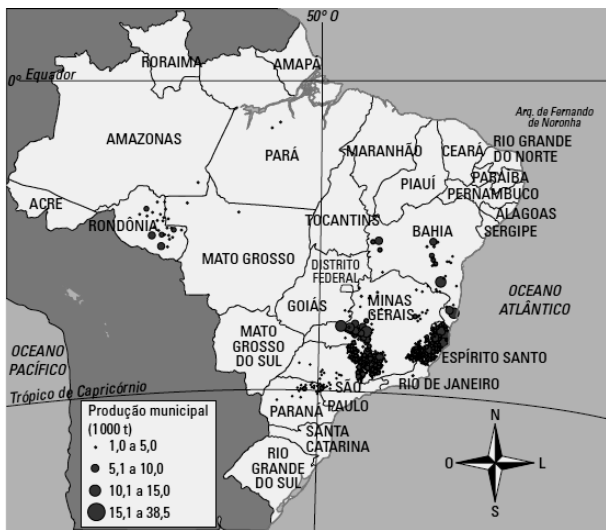 50° O
RORAIMA
AMAPÁ
0º Equador
Arq. de Fernando
de Noronha
AMAZONAS
PARÁ
MARANHÃO
CEARÁ
RIO GRANDE
DO NORTE
PARAÍBA
PIAUÍ
PERNAMBUCO
ACRE
ALAGOAS
RONDÔNIA
TOCANTINS
BAHIA
SERGIPE
MATO GROSSO
DISTRITO
FEDERAL
GOIÁS
MINAS
GERAIS
OCEANO
ATLÂNTICO
MATO
GROSSO
DO SUL
OCEANO
PACÍFICO
ESPÍRITO SANTO
RIO DE JANEIRO
Trópico de Capricórnio
SÃO
PAULO
PARANÁ
SANTA
CATARINA
RIO
GRANDE
DO SUL
Produção municipal
(1000 t)
1,0 a 5,0
5,1 a 10,0
10,1 a 15,0
15,1 a 38,5
N
O
L
S